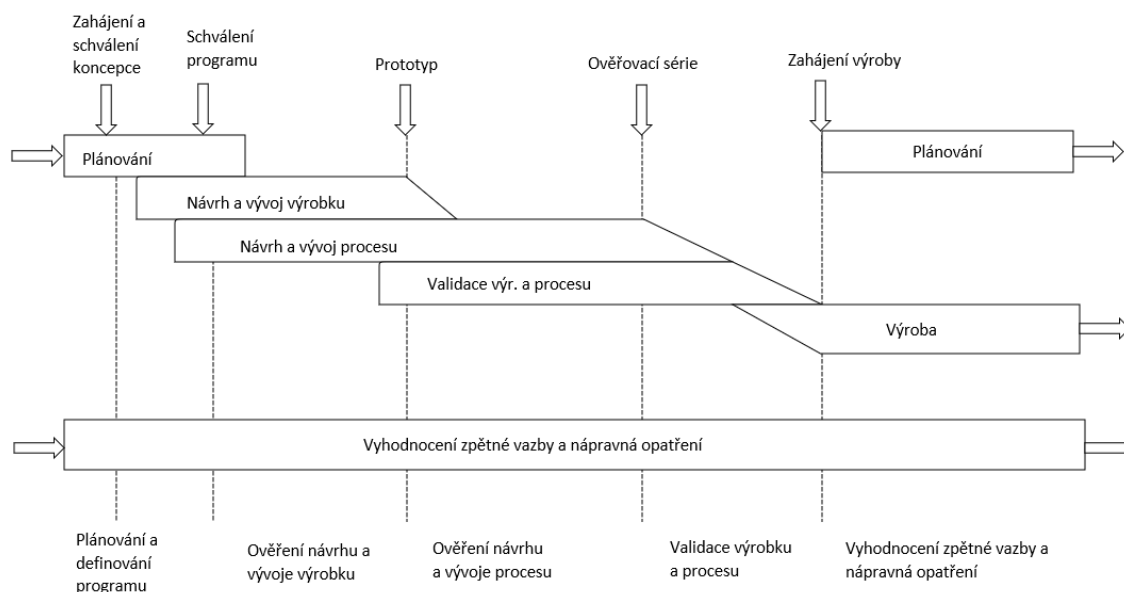 Zahájení a
schválení
koncepce
Schválení
programu
Prototyp
Ověřovací série
Zahájení výroby
Plánování
Plánování
Návrh a vývoj výrobku
Návrh a vývoj procesu
Validace výr. a procesu
Výroba
Vyhodnocení zpětné vazby a nápravná opatření
Plánování a
definování
programu
Ověření návrhu a
vývoje výrobku
Ověření návrhu
a vývoje procesu
Validace výrobku
a procesu
Vyhodnocení zpětné vazby a
nápravná opatření